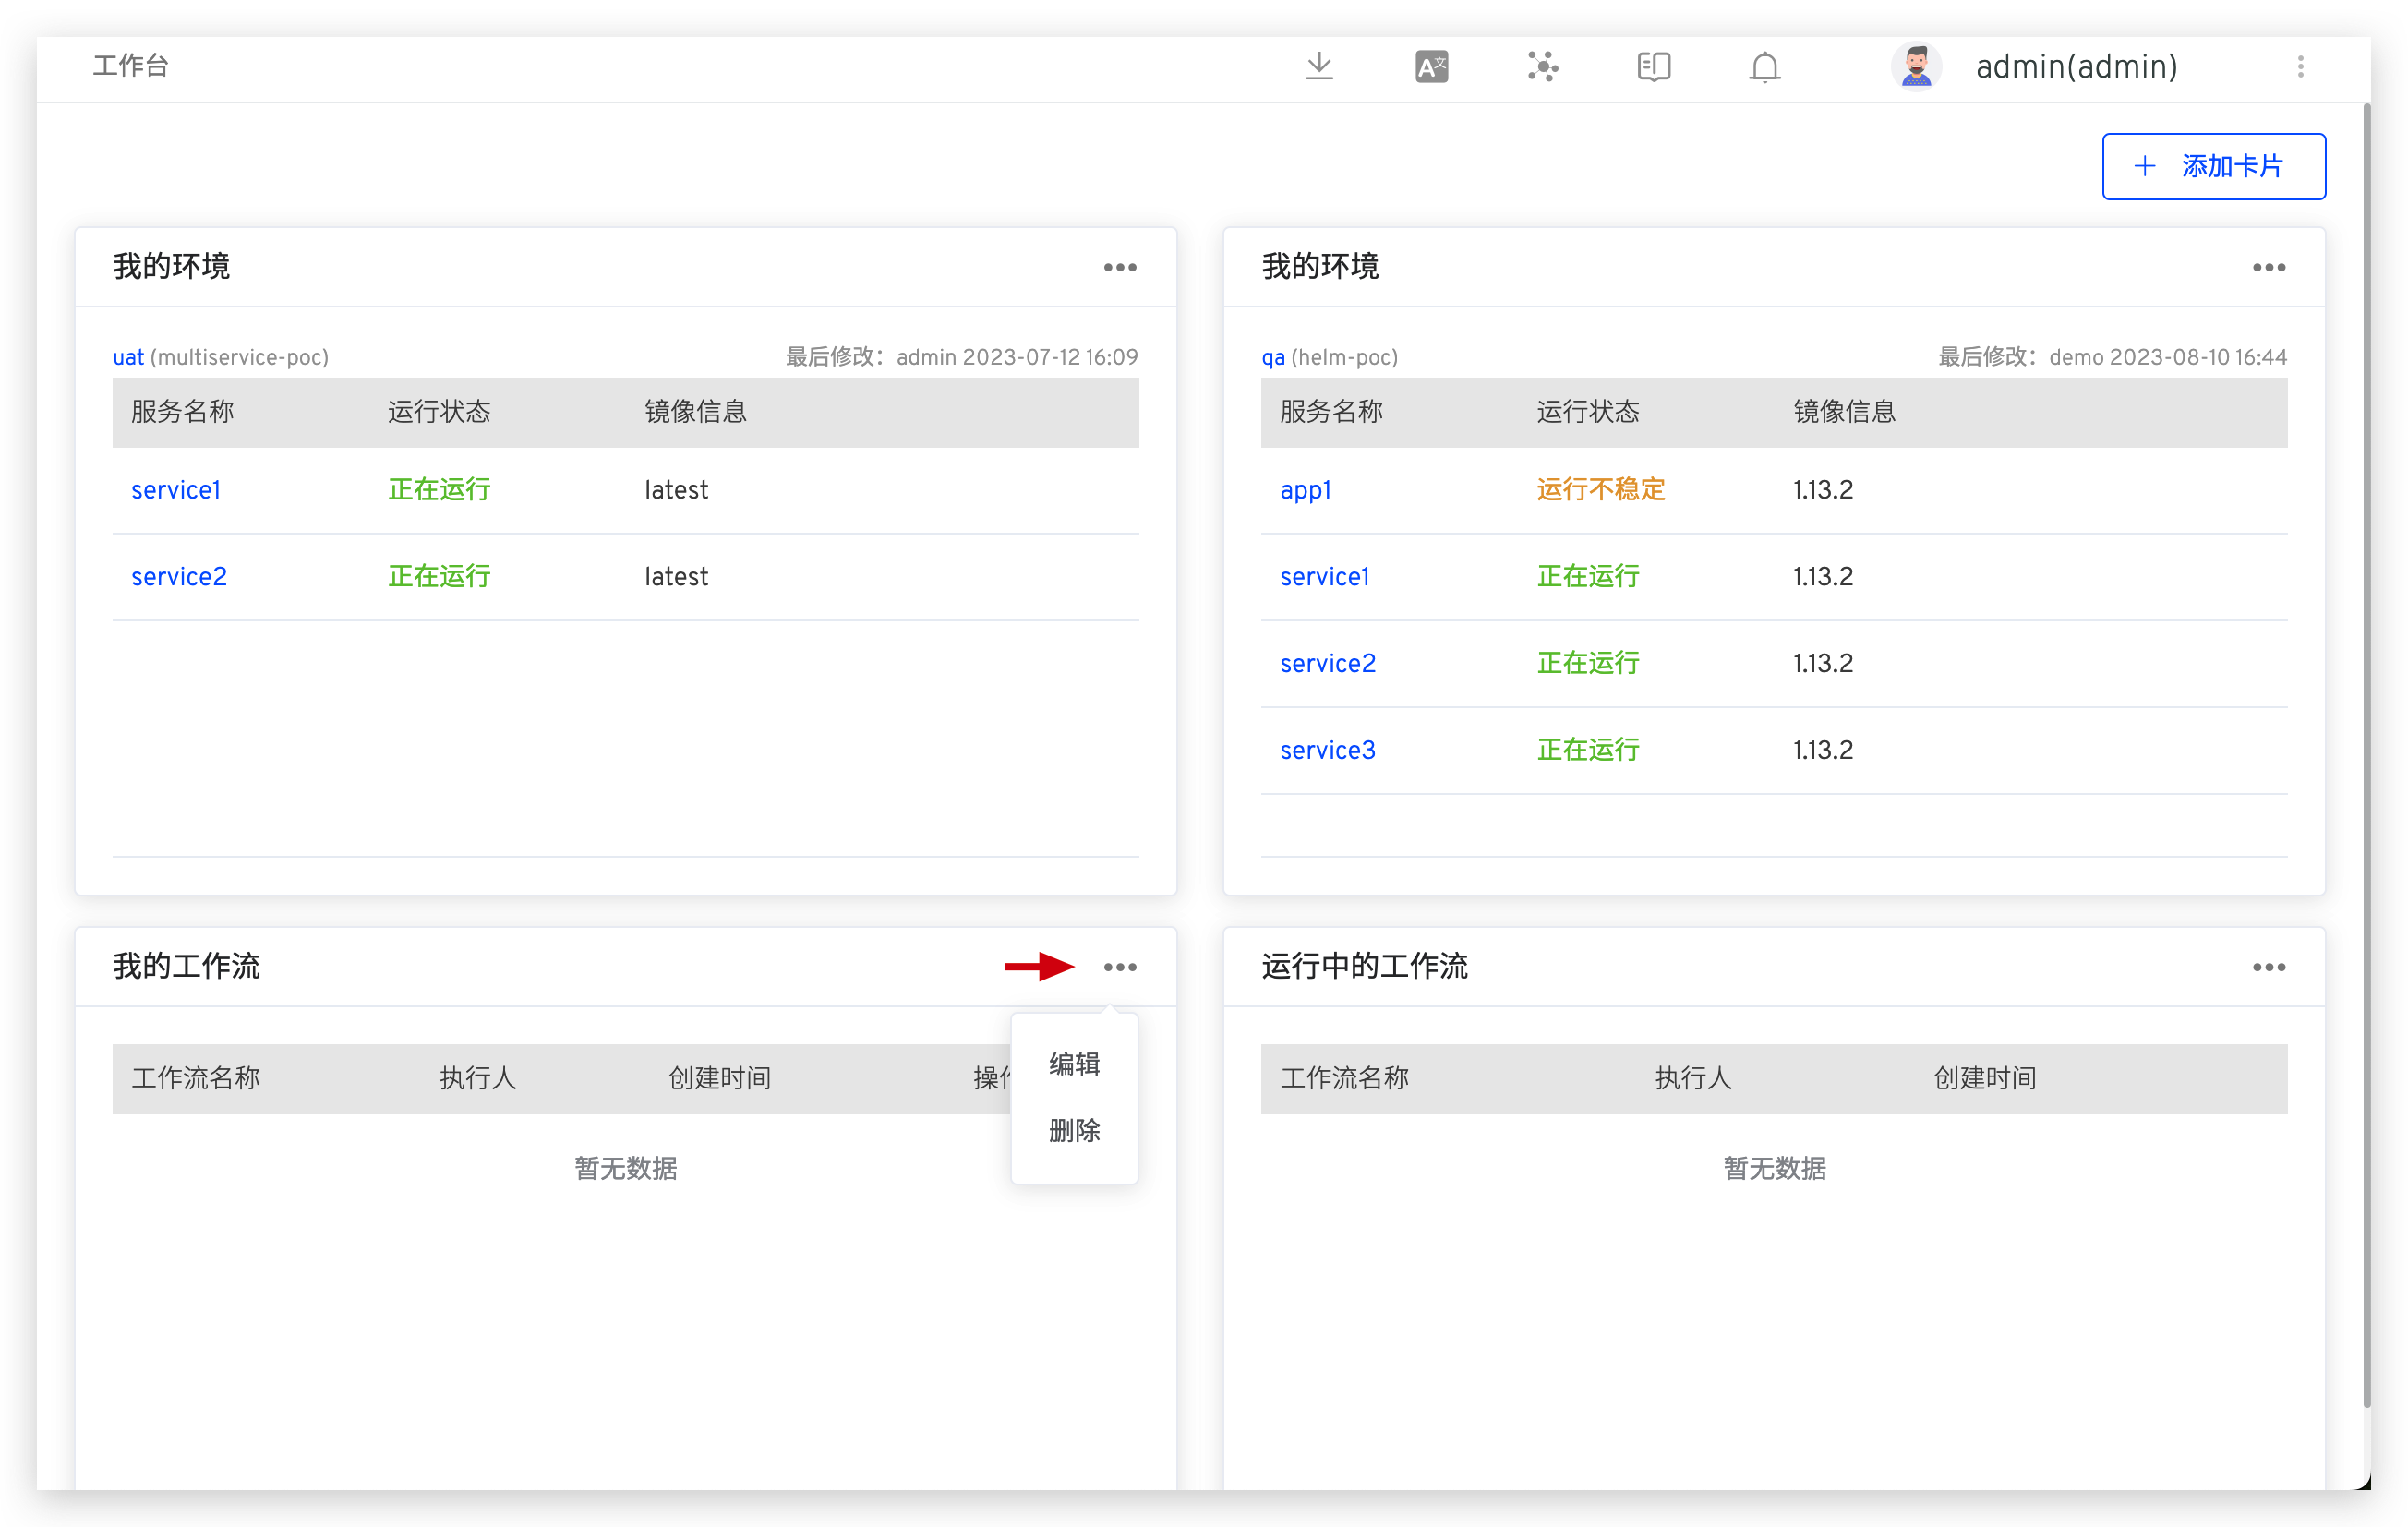 工作台
A文
admin(admin)
添加卡片
我的环境
uat (multiservice-poc)
最后修改：admin 2023-07-12 16:09
服务名称 运行状态 镜像信息
service1 正在运行 latest
service2 正在运行 latest
我的环境
qa (helm-poc)
最后修改：demo 2023-08-10 16:44
服务名称 运行状态 镜像信息
app1 运行不稳定 1.13.2
service1 正在运行 1.13.2
service2 正在运行 1.13.2
service3 正在运行 1.13.2
我的工作流
工作流名称 执行人 创建时间 操作
暂无数据
编辑
删除
运行中的工作流
工作流名称 执行人 创建时间
暂无数据